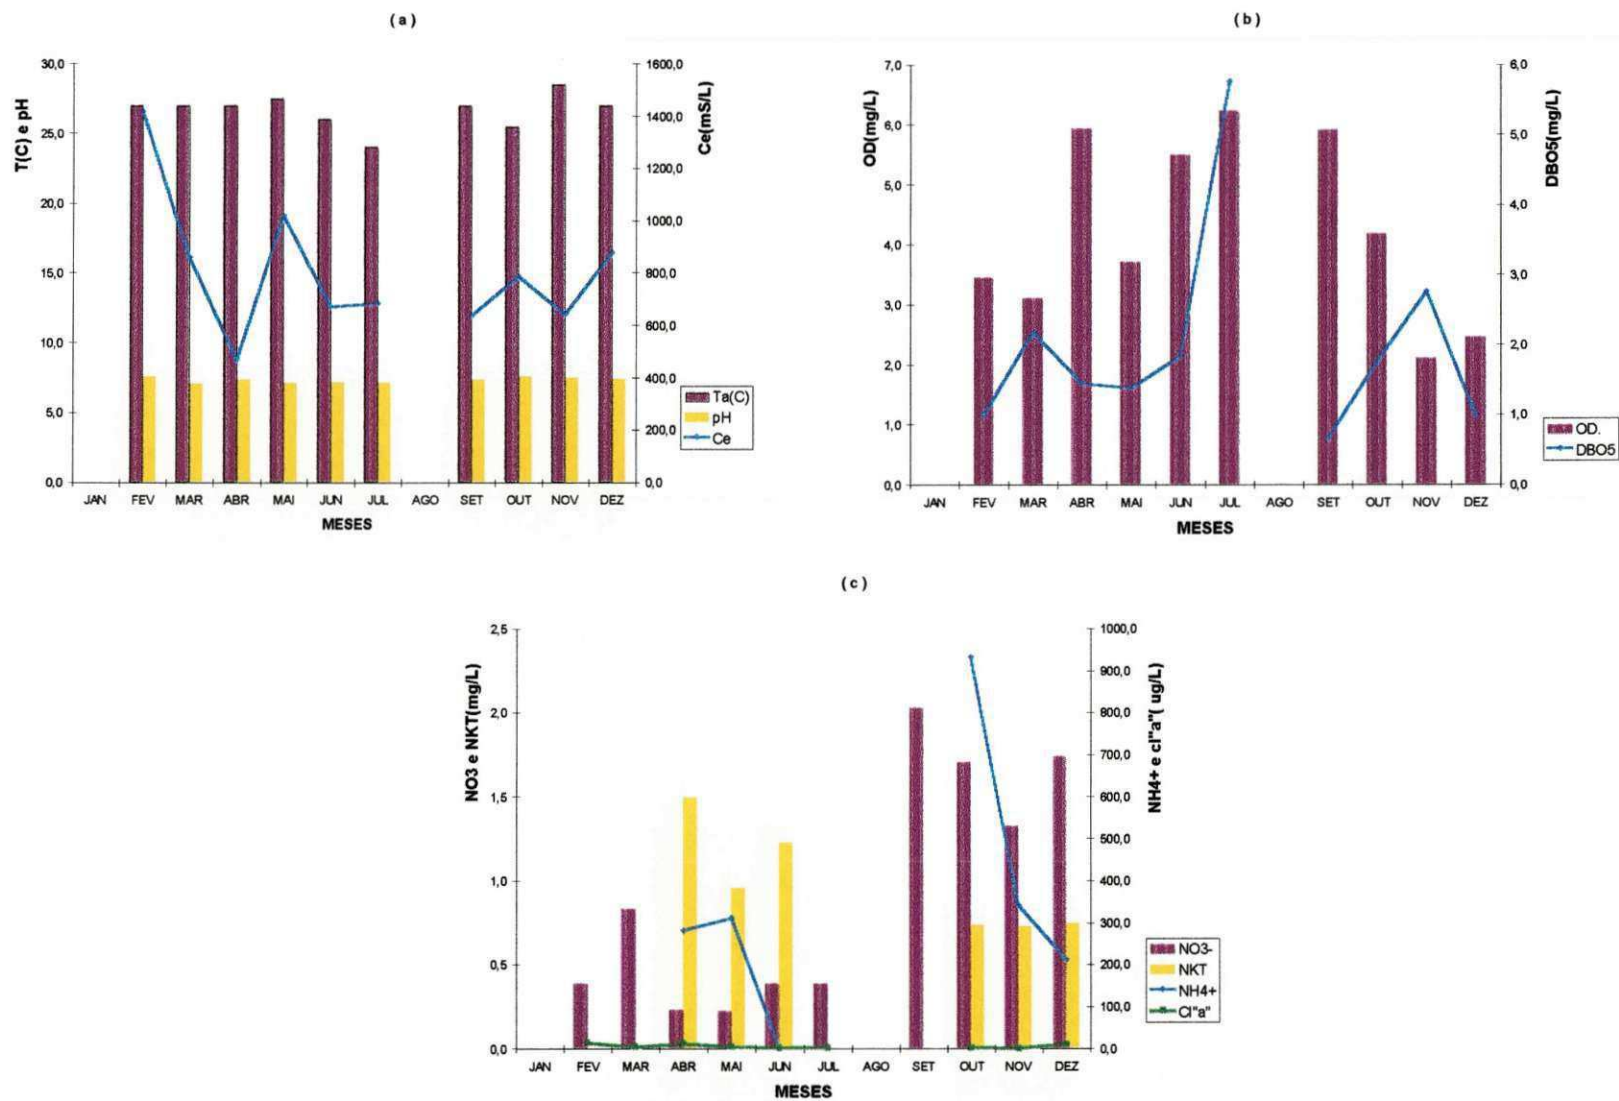 (a)
T(C) e pH
30,0
25,0
20,0
15,0
10,0
5,0
0,0
Ce(mS/L)
1600,0
1400,0
1200,0
1000,0
800,0
600,0
400,0
200,0
0,0
JAN FEV MAR ABR MAI JUN JUL AGO SET OUT NOV DEZ
MESES
Ta(C)
pH
Ce
(b)
OD(mg/L)
7,0
6,0
5,0
4,0
3,0
2,0
1,0
0,0
DBO5(mg/L)
6,0
5,0
4,0
3,0
2,0
1,0
0,0
JAN FEV MAR ABR MAI JUN JUL AGO SET OUT NOV DEZ
MESES
OD.
DBO5
(c)
NO3 e NKT(mg/L)
2,5
2,0
1,5
1,0
0,5
0,0
NH4+ e cl"a"( ug/L)
1000,0
900,0
800,0
700,0
600,0
500,0
400,0
300,0
200,0
100,0
0,0
JAN FEV MAR ABR MAI JUN JUL AGO SET OUT NOV DEZ
MESES
NO3-
NKT
NH4+
Cl"a"